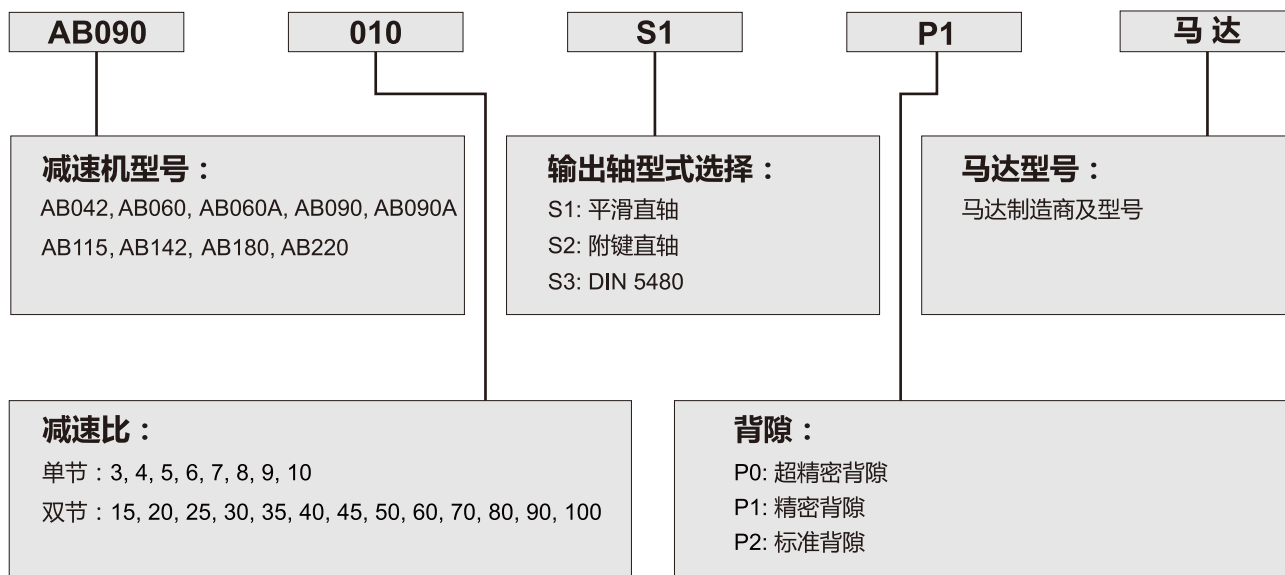 AB090 010 S1 P1 马达
减速机型号：
AB042, AB060, AB060A, AB090, AB090A
AB115, AB142, AB180, AB220
输出轴型式选择：
S1: 平滑直轴
S2: 附键直轴
S3: DIN 5480
马达型号：
马达制造商及型号
减速比：
单节：3, 4, 5, 6, 7, 8, 9, 10
双节：15, 20, 25, 30, 35, 40, 45, 50, 60, 70, 80, 90, 100
背隙：
P0: 超精密背隙
P1: 精密背隙
P2: 标准背隙